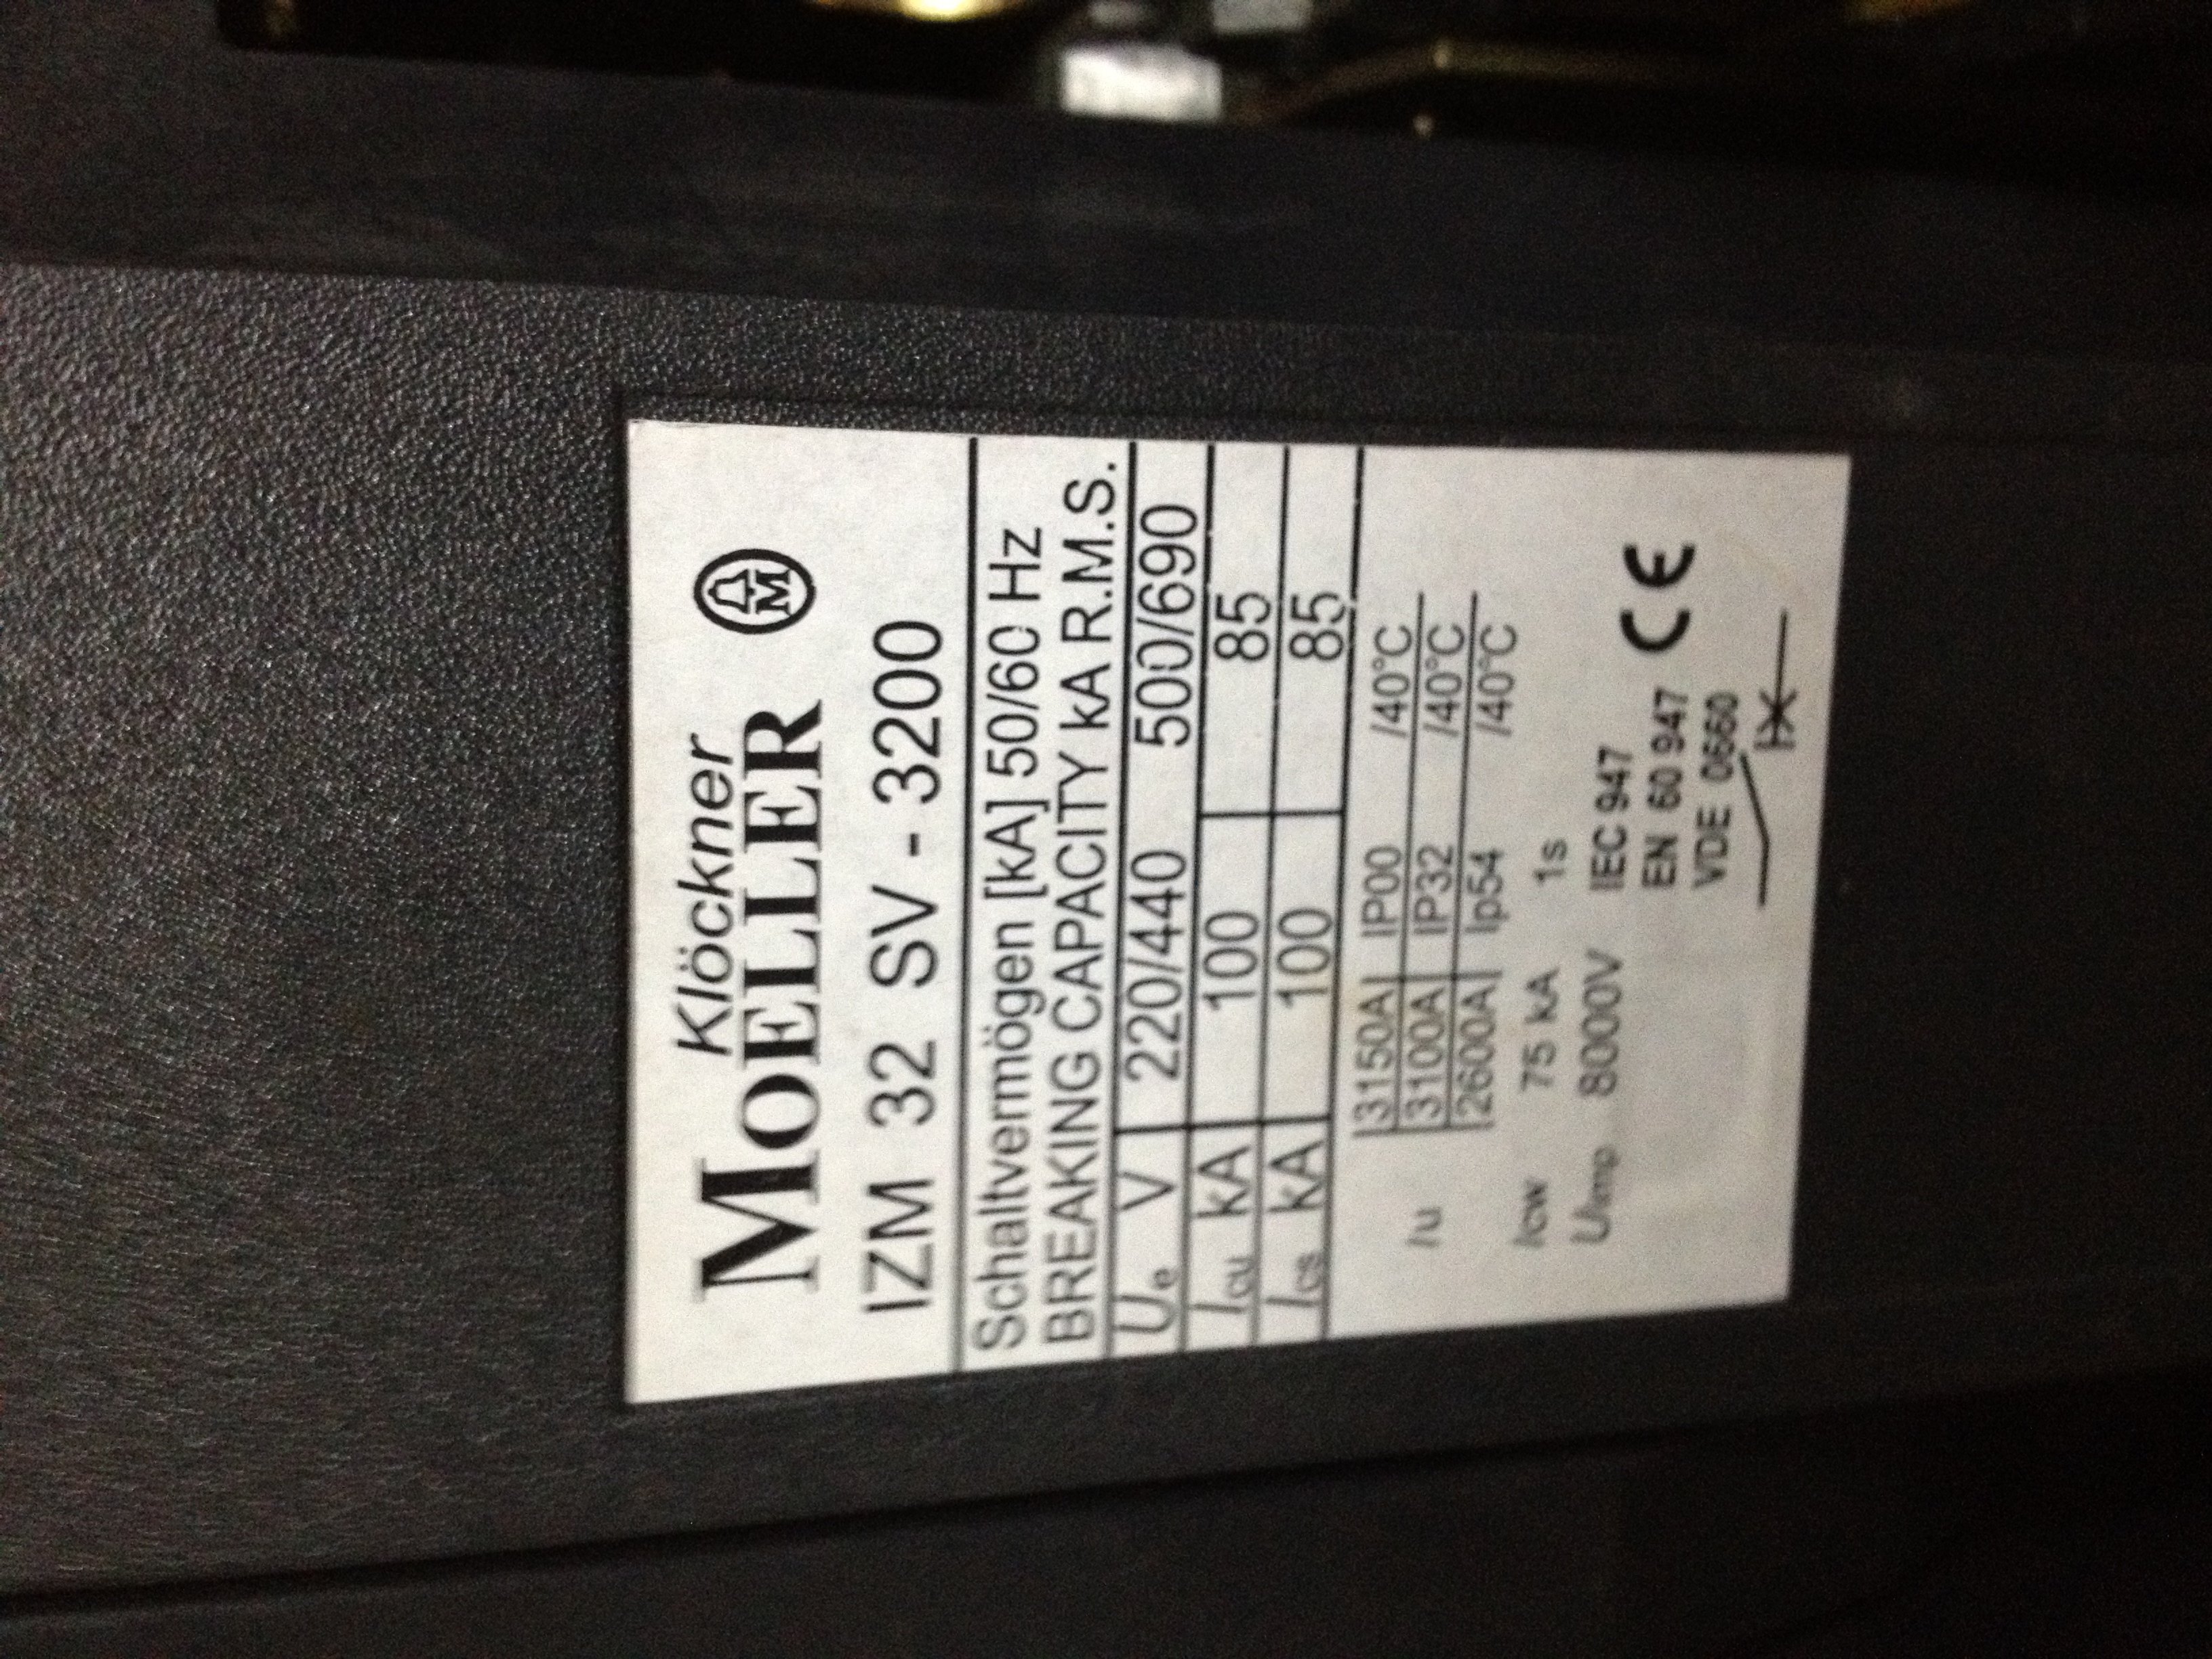 Klöckner
MOELLER
M
IZM 32 SV - 3200
Schaltvermögen [kA] 50/60 Hz
BREAKING CAPACITY kA R.M.S.
Ue V 220/440 500/690
Icu kA 100 85
Ics kA 100 85
Iu 3150A IP00 /40°C
3100A IP32 /40°C
2600A Ip54 /40°C
Icw 75 kA 1s
Uimp 8000V IEC 947
EN 60 947 CE
VDE 0660